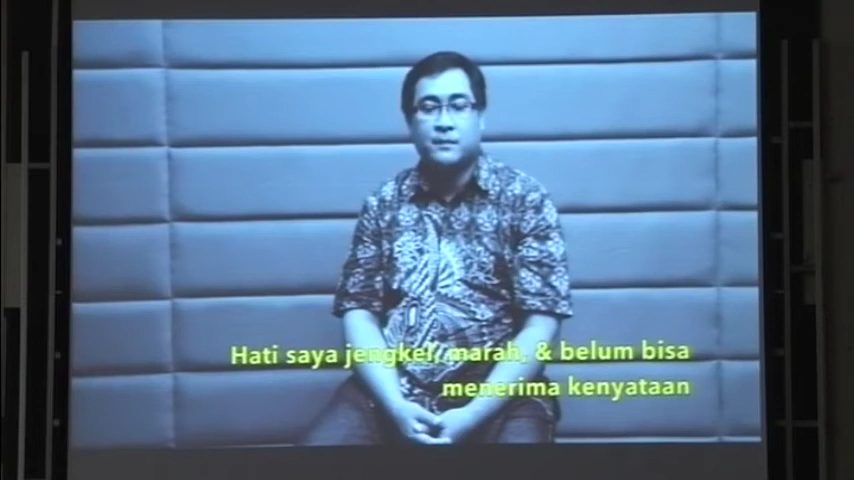 Hati saya jengkel, marah, & belum bisa
menerima kenyataan